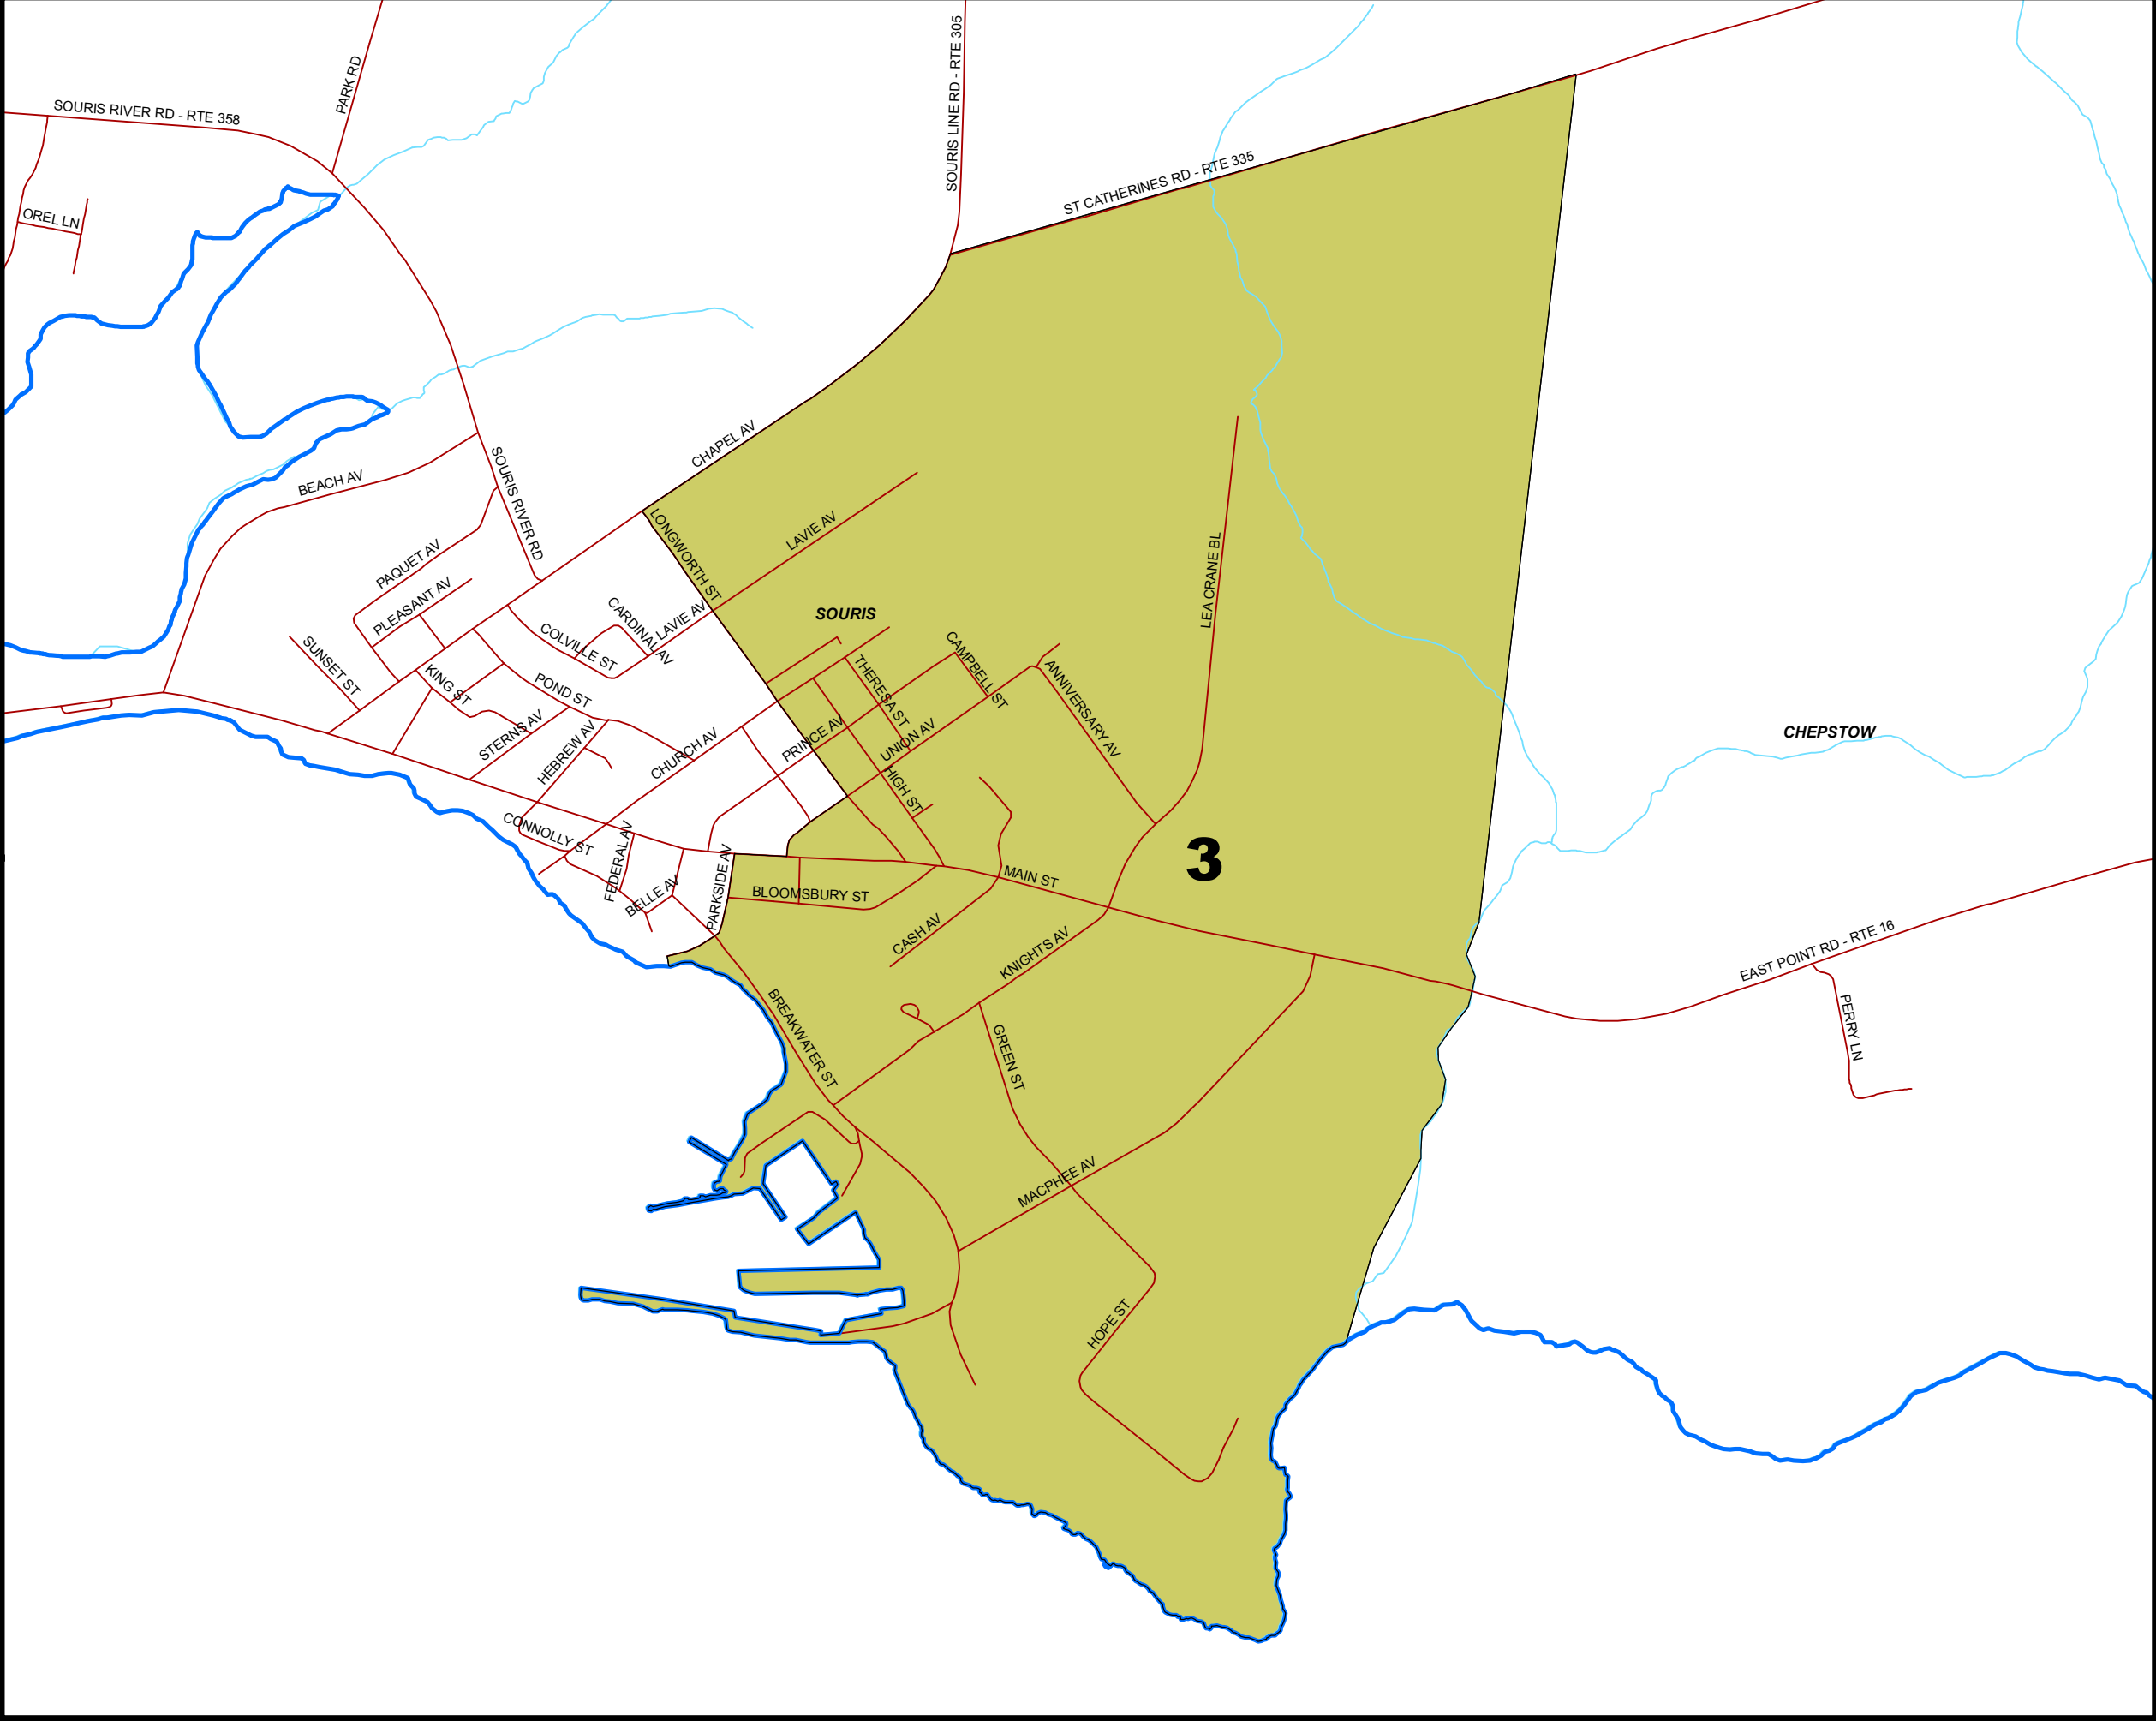 SOURIS LINE RD - RTE 305
PARK RD
SOURIS RIVER RD - RTE 358
ST CATHERINES RD - RTE 335
OREL LN
CHAPEL AV
SOURIS RIVER RD
BEACH AV
LONGWORTH ST
LAVIE AV
LEA CRANE BL
PAQUET AV
PLEASANT AV
CARDINAL AV
LAVIE AV
SOURIS
COLVILLE ST
SUNSET ST
KING ST
POND ST
THERESA ST
CAMPBELL ST
ANNIVERSARY AV
STERNS AV
HEBREW AV
CHURCH AV
PRINCE AV
UNION AV
CHEPSTOW
HIGH ST
CONNOLLY ST
FEDERAL AV
BELLE AV
PARKSIDE AV
BLOOMSBURY ST
MAIN ST
3
CASH AV
KNIGHTS AV
EAST POINT RD - RTE 16
BREAKWATER ST
GREEN ST
PERRY LN
MACPHEE AV
HOPE ST